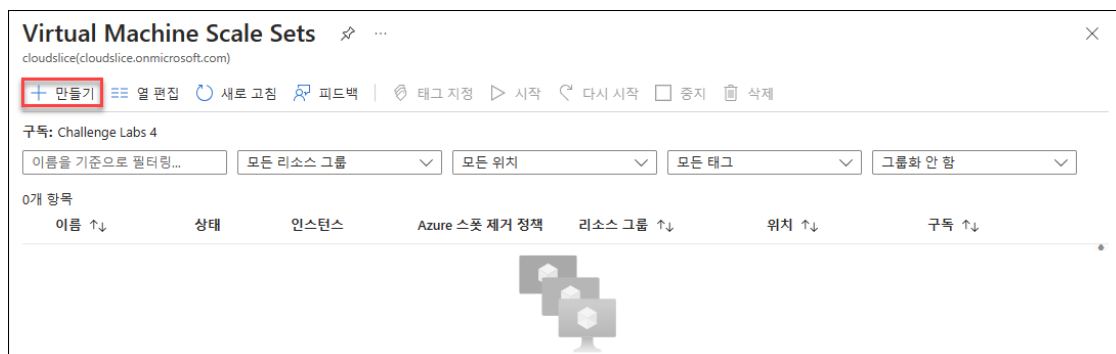 Virtual Machine Scale Sets
cloudslice(cloudslice.onmicrosoft.com)
만들기 열 편집 새로 고침 피드백 태그 지정 시작 다시 시작 중지 삭제
구독: Challenge Labs 4
이름을 기준으로 필터링... 모든 리소스 그룹 모든 위치 모든 태그 그룹화 안 함
0개 항목
이름 ↑↓ 상태 인스턴스 Azure 스폿 제거 정책 리소스 그룹 ↑↓ 위치 ↑↓ 구독 ↑↓